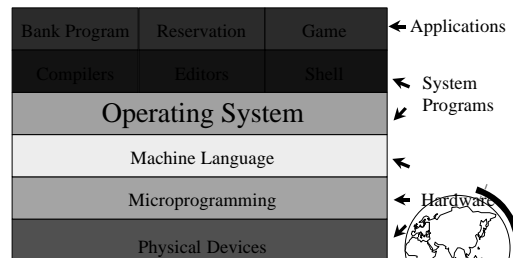 Bank Program Reservation Game Applications
Compilers Editors Shell System
Programs
Operating System
Machine Language
Microprogramming Hardware
Physical Devices